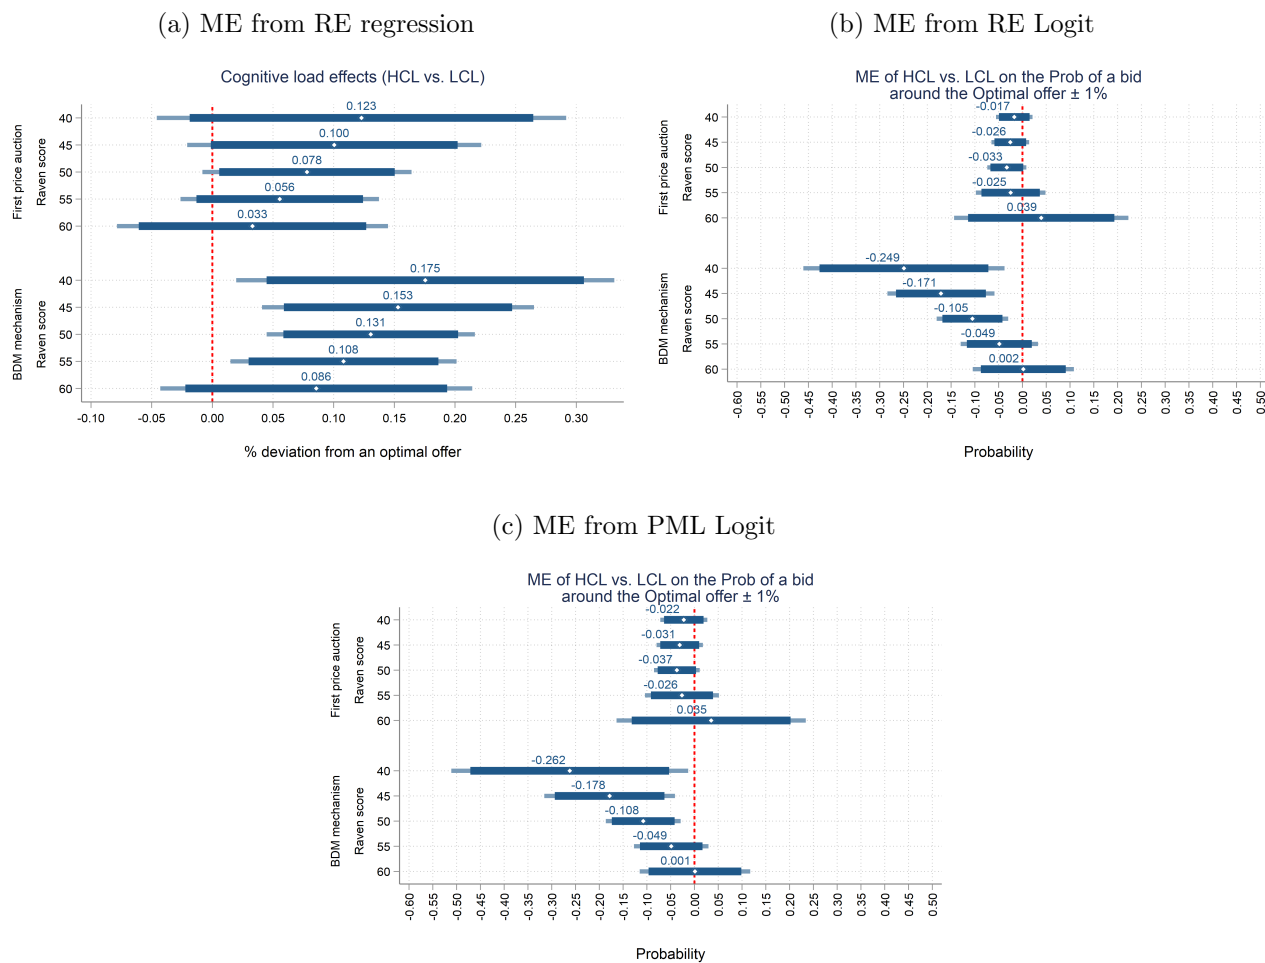 (a) ME from RE regression
Cognitive load effects (HCL vs. LCL)
First price auction
Raven score
40
45
50
55
60
0.123
0.100
0.078
0.056
0.033
BDM mechanism
Raven score
40
45
50
55
60
0.175
0.153
0.131
0.108
0.086
-0.10 -0.05 0.00 0.05 0.10 0.15 0.20 0.25 0.30
% deviation from an optimal offer
(b) ME from RE Logit
ME of HCL vs. LCL on the Prob of a bid
around the Optimal offer ± 1%
First price auction
Raven score
40
45
50
55
60
-0.017
-0.026
-0.033
-0.025
0.039
BDM mechanism
Raven score
40
45
50
55
60
-0.249
-0.171
-0.105
-0.049
0.002
-0.60 -0.55 -0.50 -0.45 -0.40 -0.35 -0.30 -0.25 -0.20 -0.15 -0.10 -0.05 0.00 0.05 0.10 0.15 0.20 0.25 0.30 0.35 0.40 0.45 0.50
Probability
(c) ME from PML Logit
ME of HCL vs. LCL on the Prob of a bid
around the Optimal offer ± 1%
First price auction
Raven score
40
45
50
55
60
-0.022
-0.031
-0.037
-0.026
0.035
BDM mechanism
Raven score
40
45
50
55
60
-0.262
-0.178
-0.108
-0.049
0.001
-0.60 -0.55 -0.50 -0.45 -0.40 -0.35 -0.30 -0.25 -0.20 -0.15 -0.10 -0.05 0.00 0.05 0.10 0.15 0.20 0.25 0.30 0.35 0.40 0.45 0.50
Probability